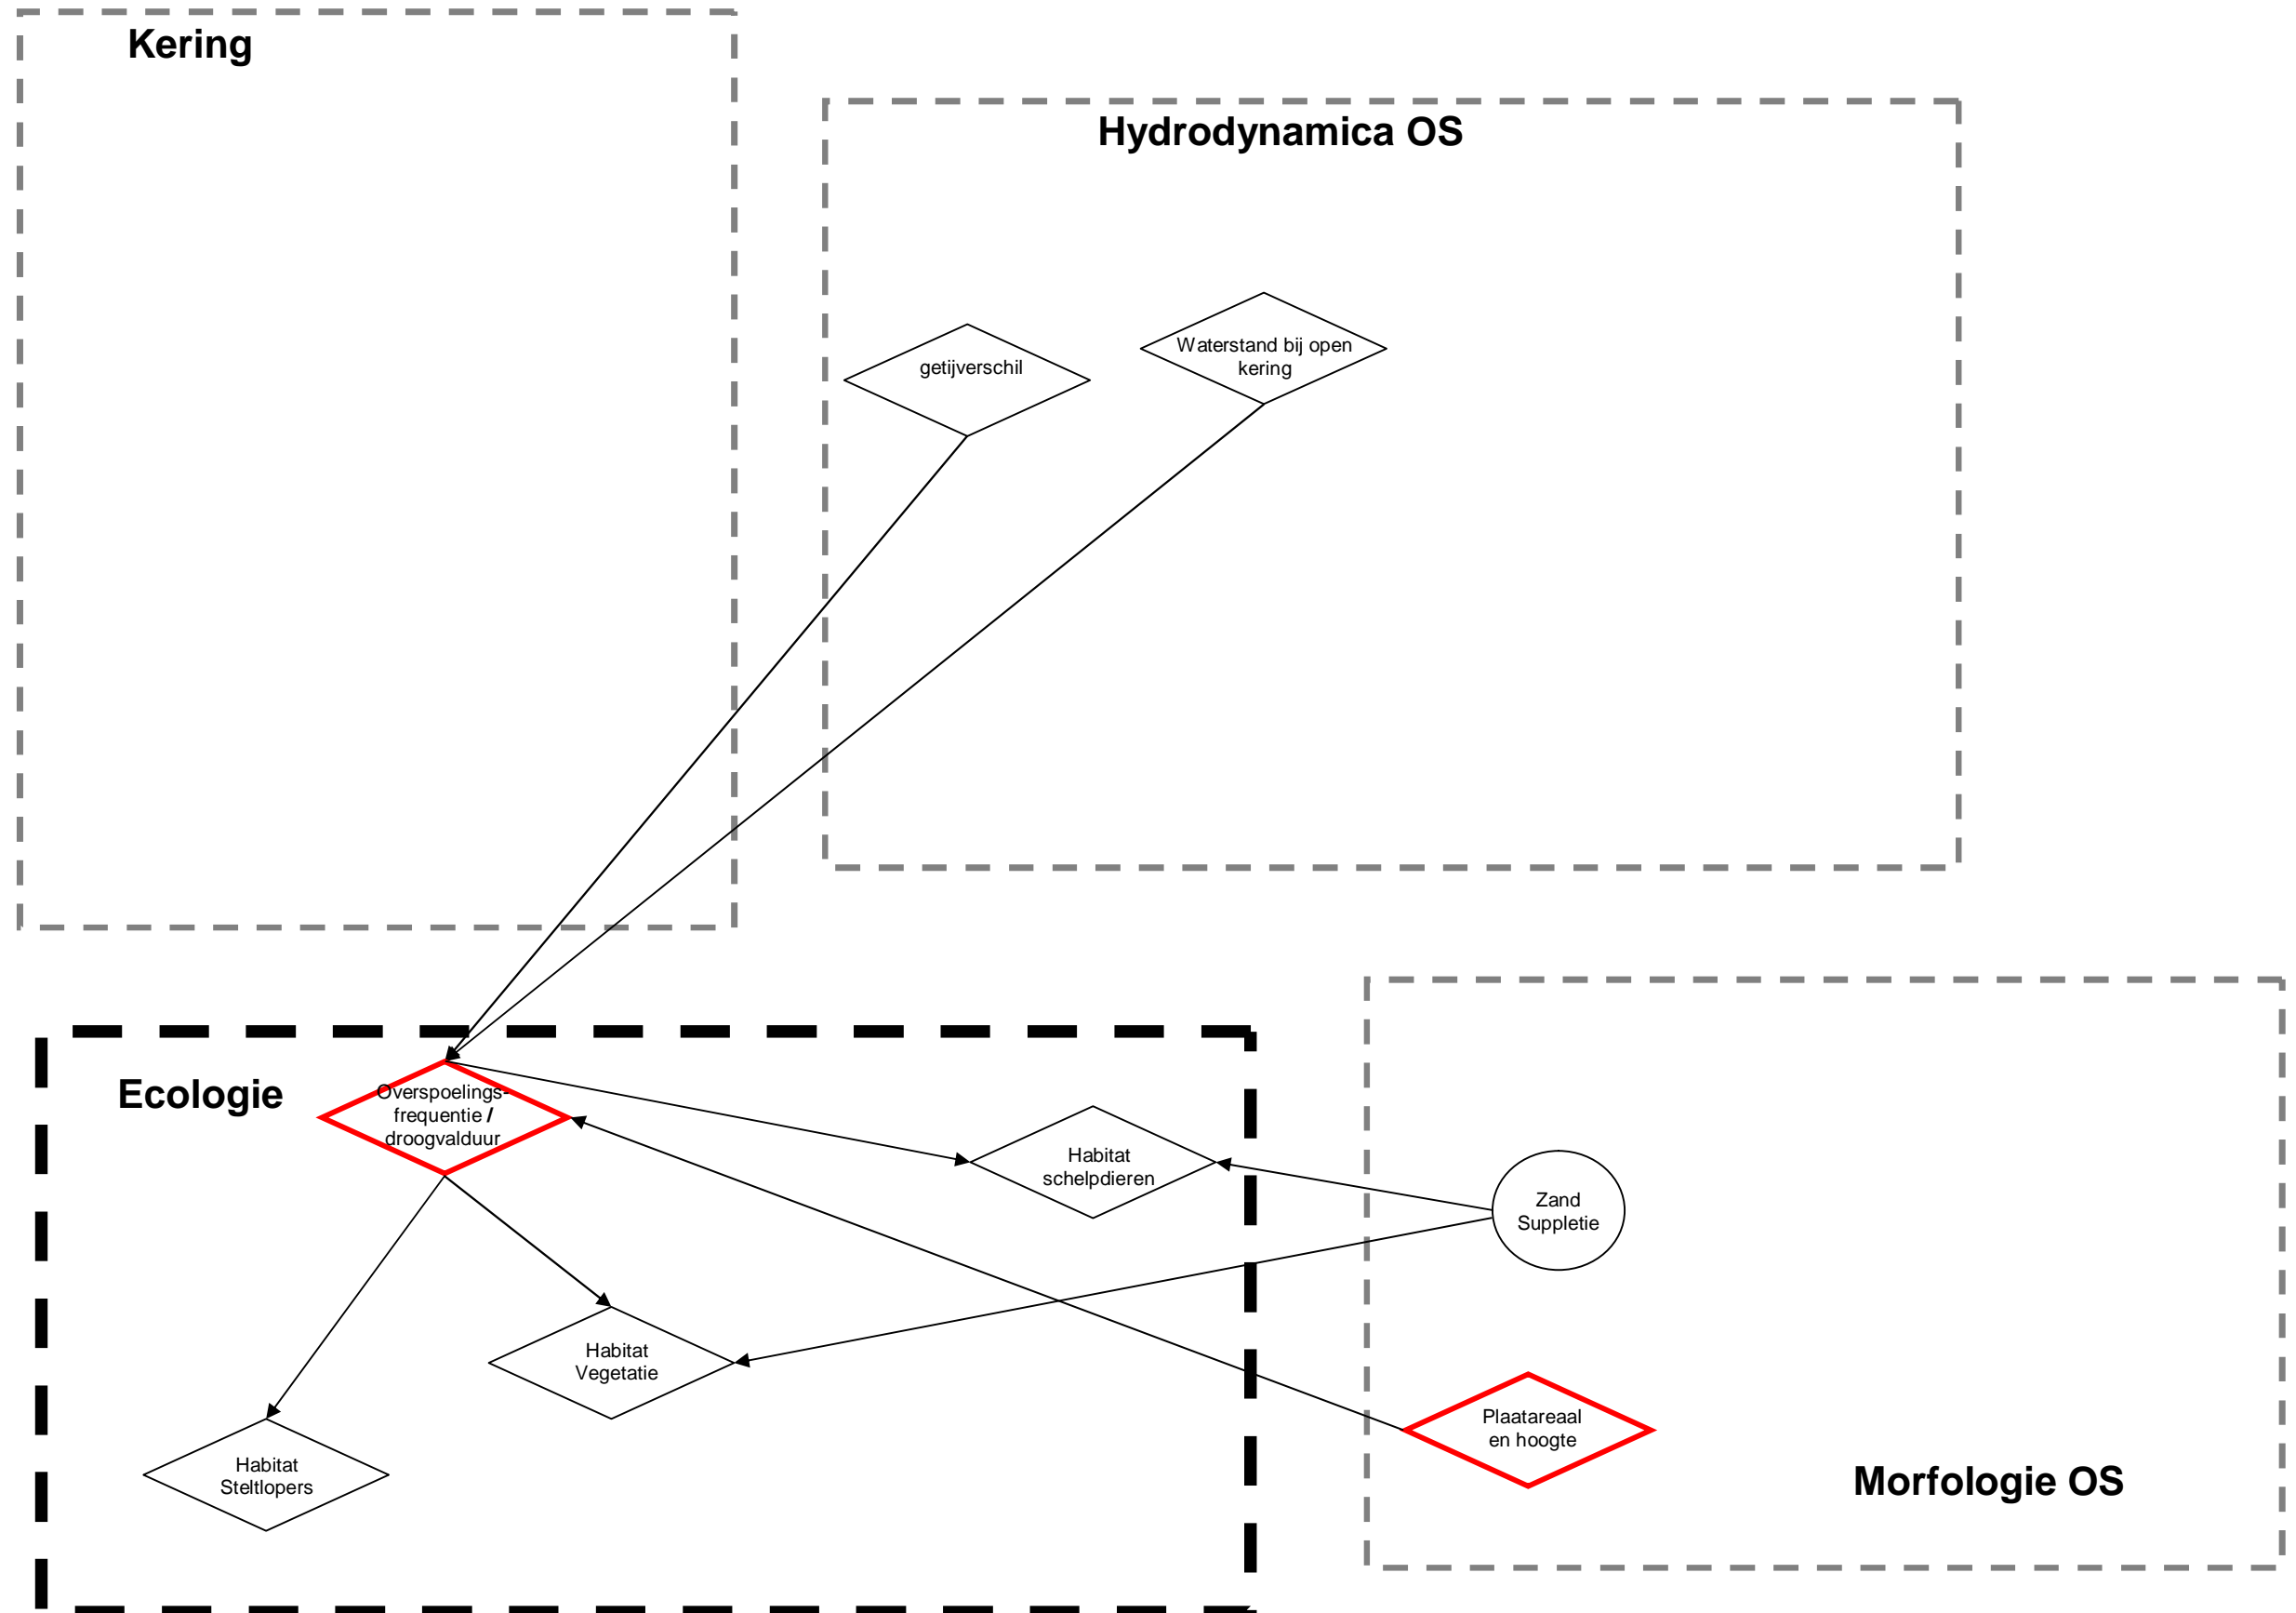 Kering
Hydrodynamica OS
getijverschil
Waterstand bij open
kering
Ecologie
Overspoelings-
frequentie /
droogvalduur
Habitat
schelpdieren
Zand
Suppletie
Habitat
Vegetatie
Habitat
Steltlopers
Plaatareaal
en hoogte
Morfologie OS